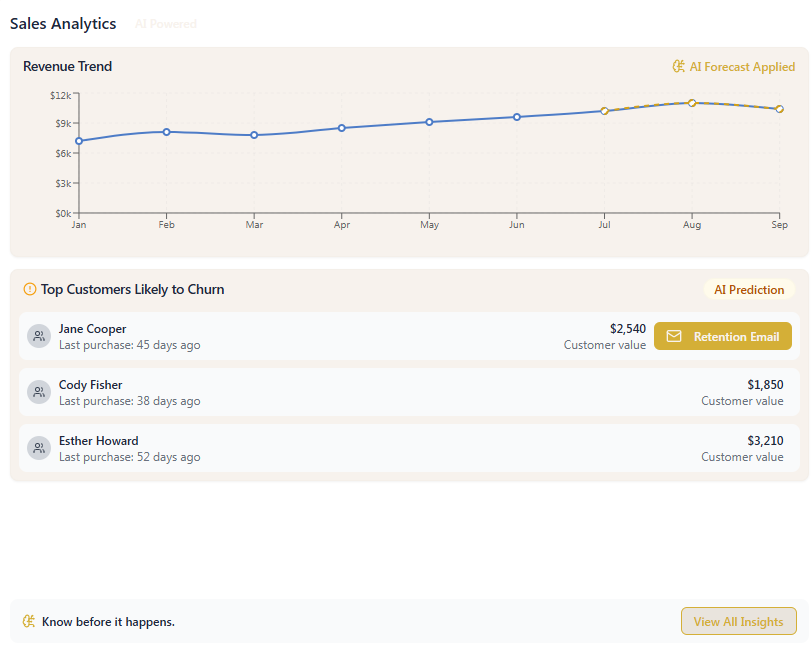 Sales Analytics AI Powered
Revenue Trend AI Forecast Applied
$12k
$9k
$6k
$3k
$0k
Jan Feb Mar Apr May Jun Jul Aug Sep
Top Customers Likely to Churn AI Prediction
Jane Cooper $2,540
Last purchase: 45 days ago Customer value
Retention Email
Cody Fisher $1,850
Last purchase: 38 days ago Customer value
Esther Howard $3,210
Last purchase: 52 days ago Customer value
Know before it happens. View All Insights